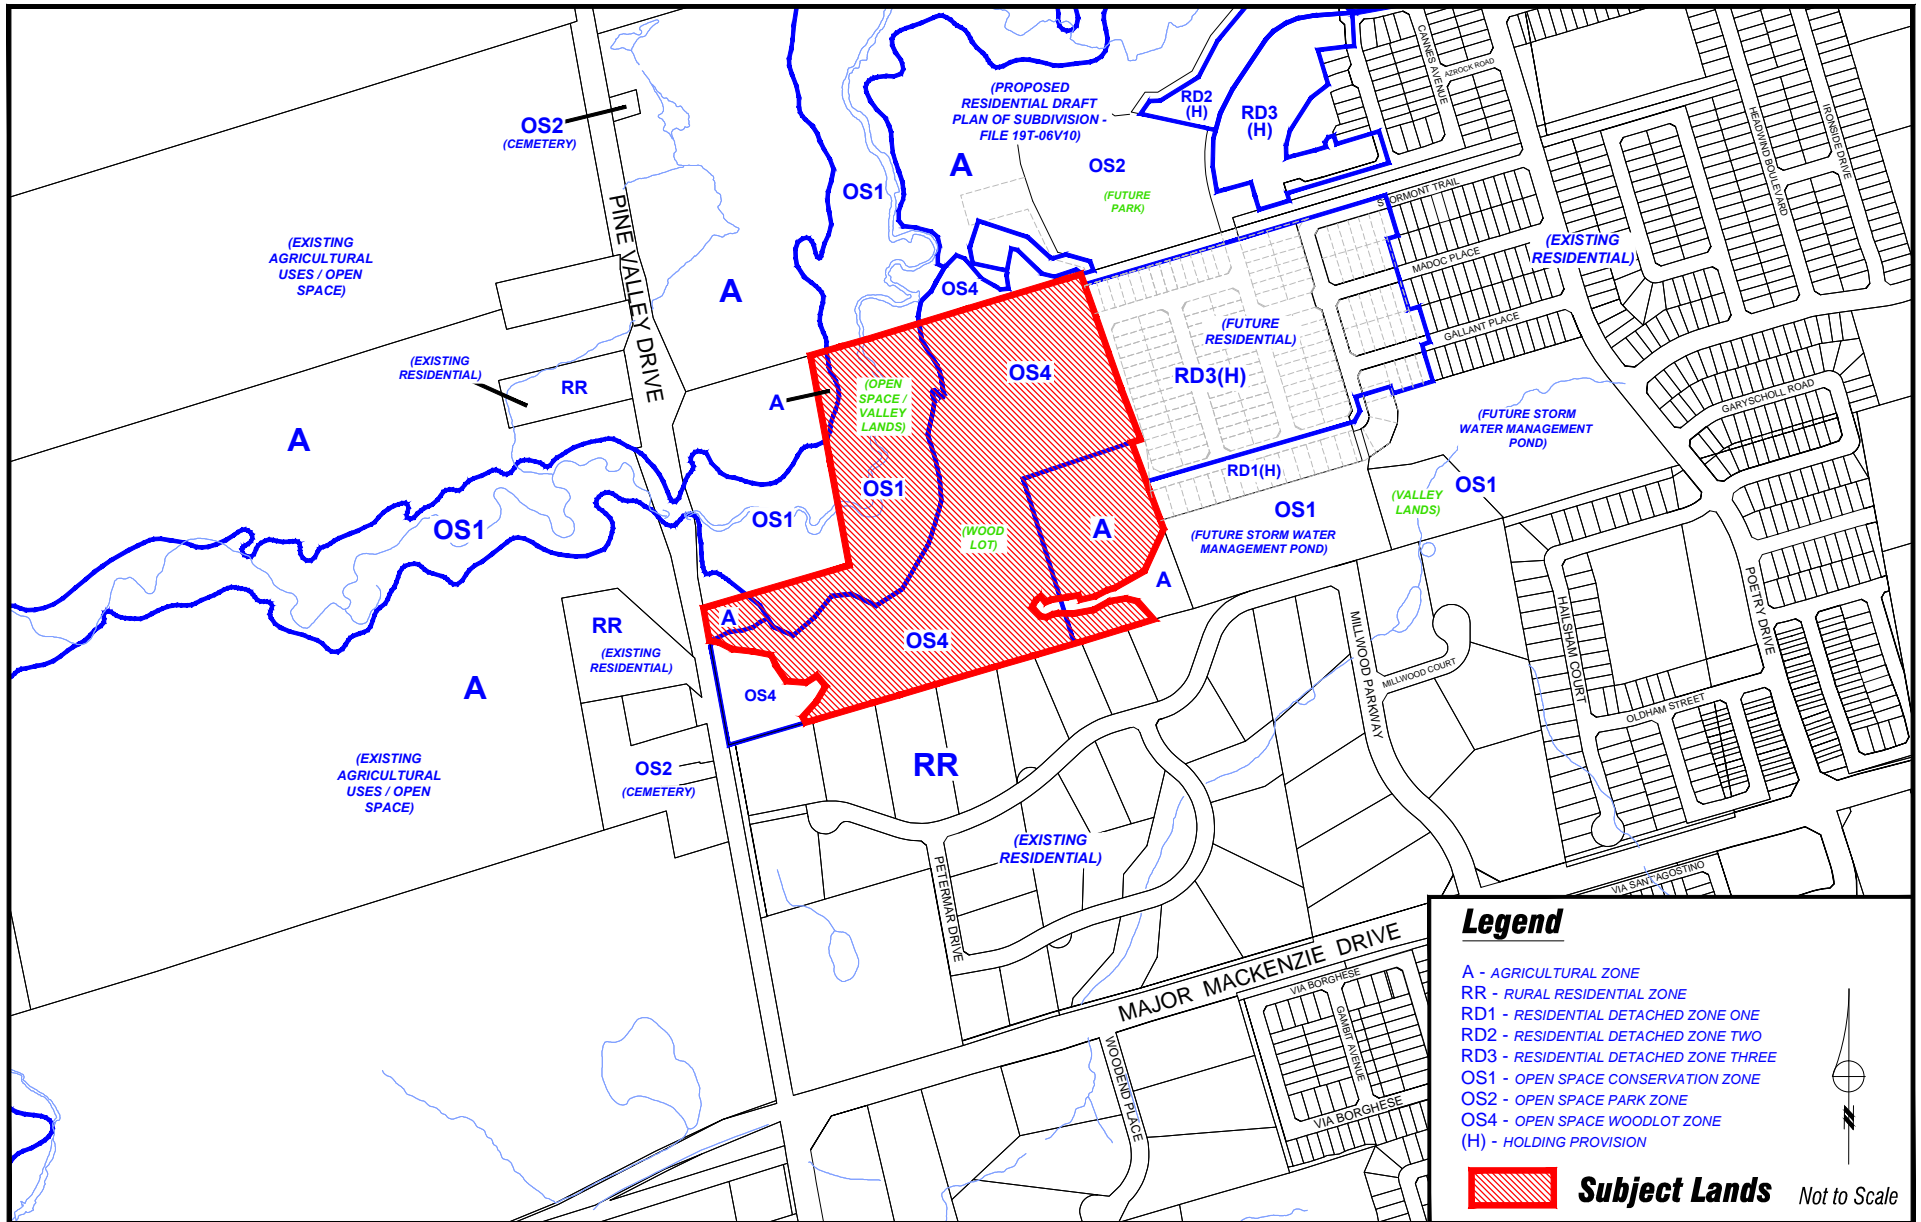 CANNES AVENUE
AZROCK ROAD
(PROPOSED
RESIDENTIAL DRAFT
PLAN OF SUBDIVISION -
FILE 19T-06V10)
RD2
(H)
RD3
(H)
HEADWIND BOULEVARD
IRONSIDE DRIVE
OS2
(CEMETERY)
A
OS2
(FUTURE
PARK)
OS1
STORMONT TRAIL
PINE VALLEY DRIVE
(EXISTING
AGRICULTURAL
USES / OPEN
SPACE)
(EXISTING
RESIDENTIAL)
MADOC PLACE
A
OS4
GALLANT PLACE
(FUTURE
RESIDENTIAL)
RD3(H)
(EXISTING
RESIDENTIAL)
RR
A
(OPEN
SPACE /
VALLEY
LANDS)
OS4
GARYSCHOLL ROAD
(FUTURE STORM
WATER MANAGEMENT
POND)
A
RD1(H)
OS1
OS1
(VALLEY
LANDS)
OS1
OS1
OS1
(FUTURE STORM WATER
MANAGEMENT POND)
(WOOD
LOT)
A
A
A
OS4
RR
(EXISTING
RESIDENTIAL)
POETRY DRIVE
HAILSHAM COURT
MILLWOOD PARKWAY
MILLWOOD COURT
OLDHAM STREET
A
OS4
RR
(EXISTING
AGRICULTURAL
USES / OPEN
SPACE)
OS2
(CEMETERY)
(EXISTING
RESIDENTIAL)
PETERMAR DRIVE
VIA SANT'AGOSTINO
MAJOR MACKENZIE DRIVE
VIA BORGHESE
GAMBIT AVENUE
WOODEND PLACE
VIA BORGHESE
Legend
A - AGRICULTURAL ZONE
RR - RURAL RESIDENTIAL ZONE
RD1 - RESIDENTIAL DETACHED ZONE ONE
RD2 - RESIDENTIAL DETACHED ZONE TWO
RD3 - RESIDENTIAL DETACHED ZONE THREE
OS1 - OPEN SPACE CONSERVATION ZONE
OS2 - OPEN SPACE PARK ZONE
OS4 - OPEN SPACE WOODLOT ZONE
(H) - HOLDING PROVISION
N
Subject Lands
Not to Scale